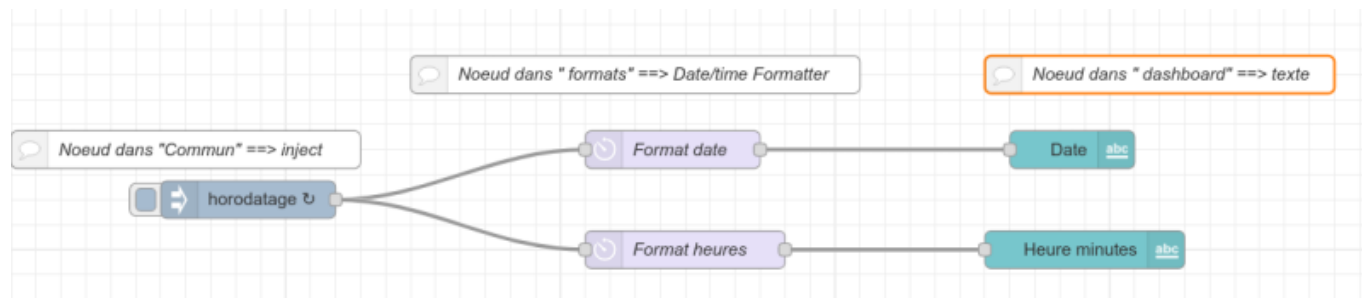 Noeud dans " formats" ==> Date/time Formatter
Noeud dans " dashboard" ==> texte
Noeud dans "Commun" ==> inject
Format date
Date abc
horodatage ↻
Format heures
Heure minutes abc